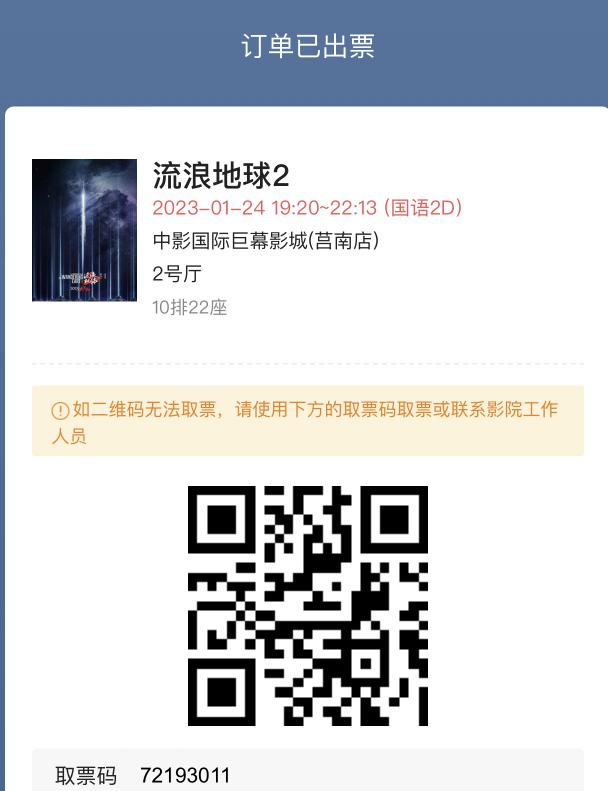 订单已出票
流浪地球2
2023-01-24 19:20~22:13 (国语2D)
中影国际巨幕影城(莒南店)
2号厅
10排22座
如二维码无法取票，请使用下方的取票码取票或联系影院工作
人员
取票码 72193011